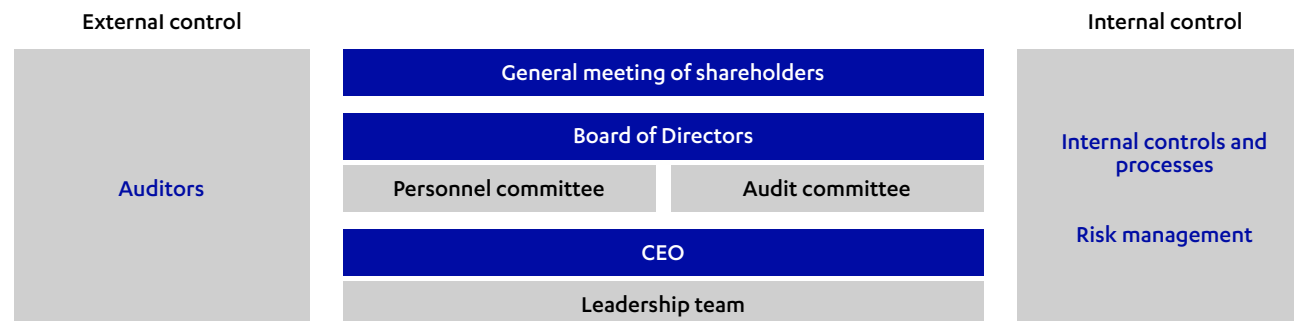 External control
Internal control
General meeting of shareholders
Board of Directors
Personnel committee
Audit committee
Auditors
CEO
Leadership team
Internal controls and
processes
Risk management